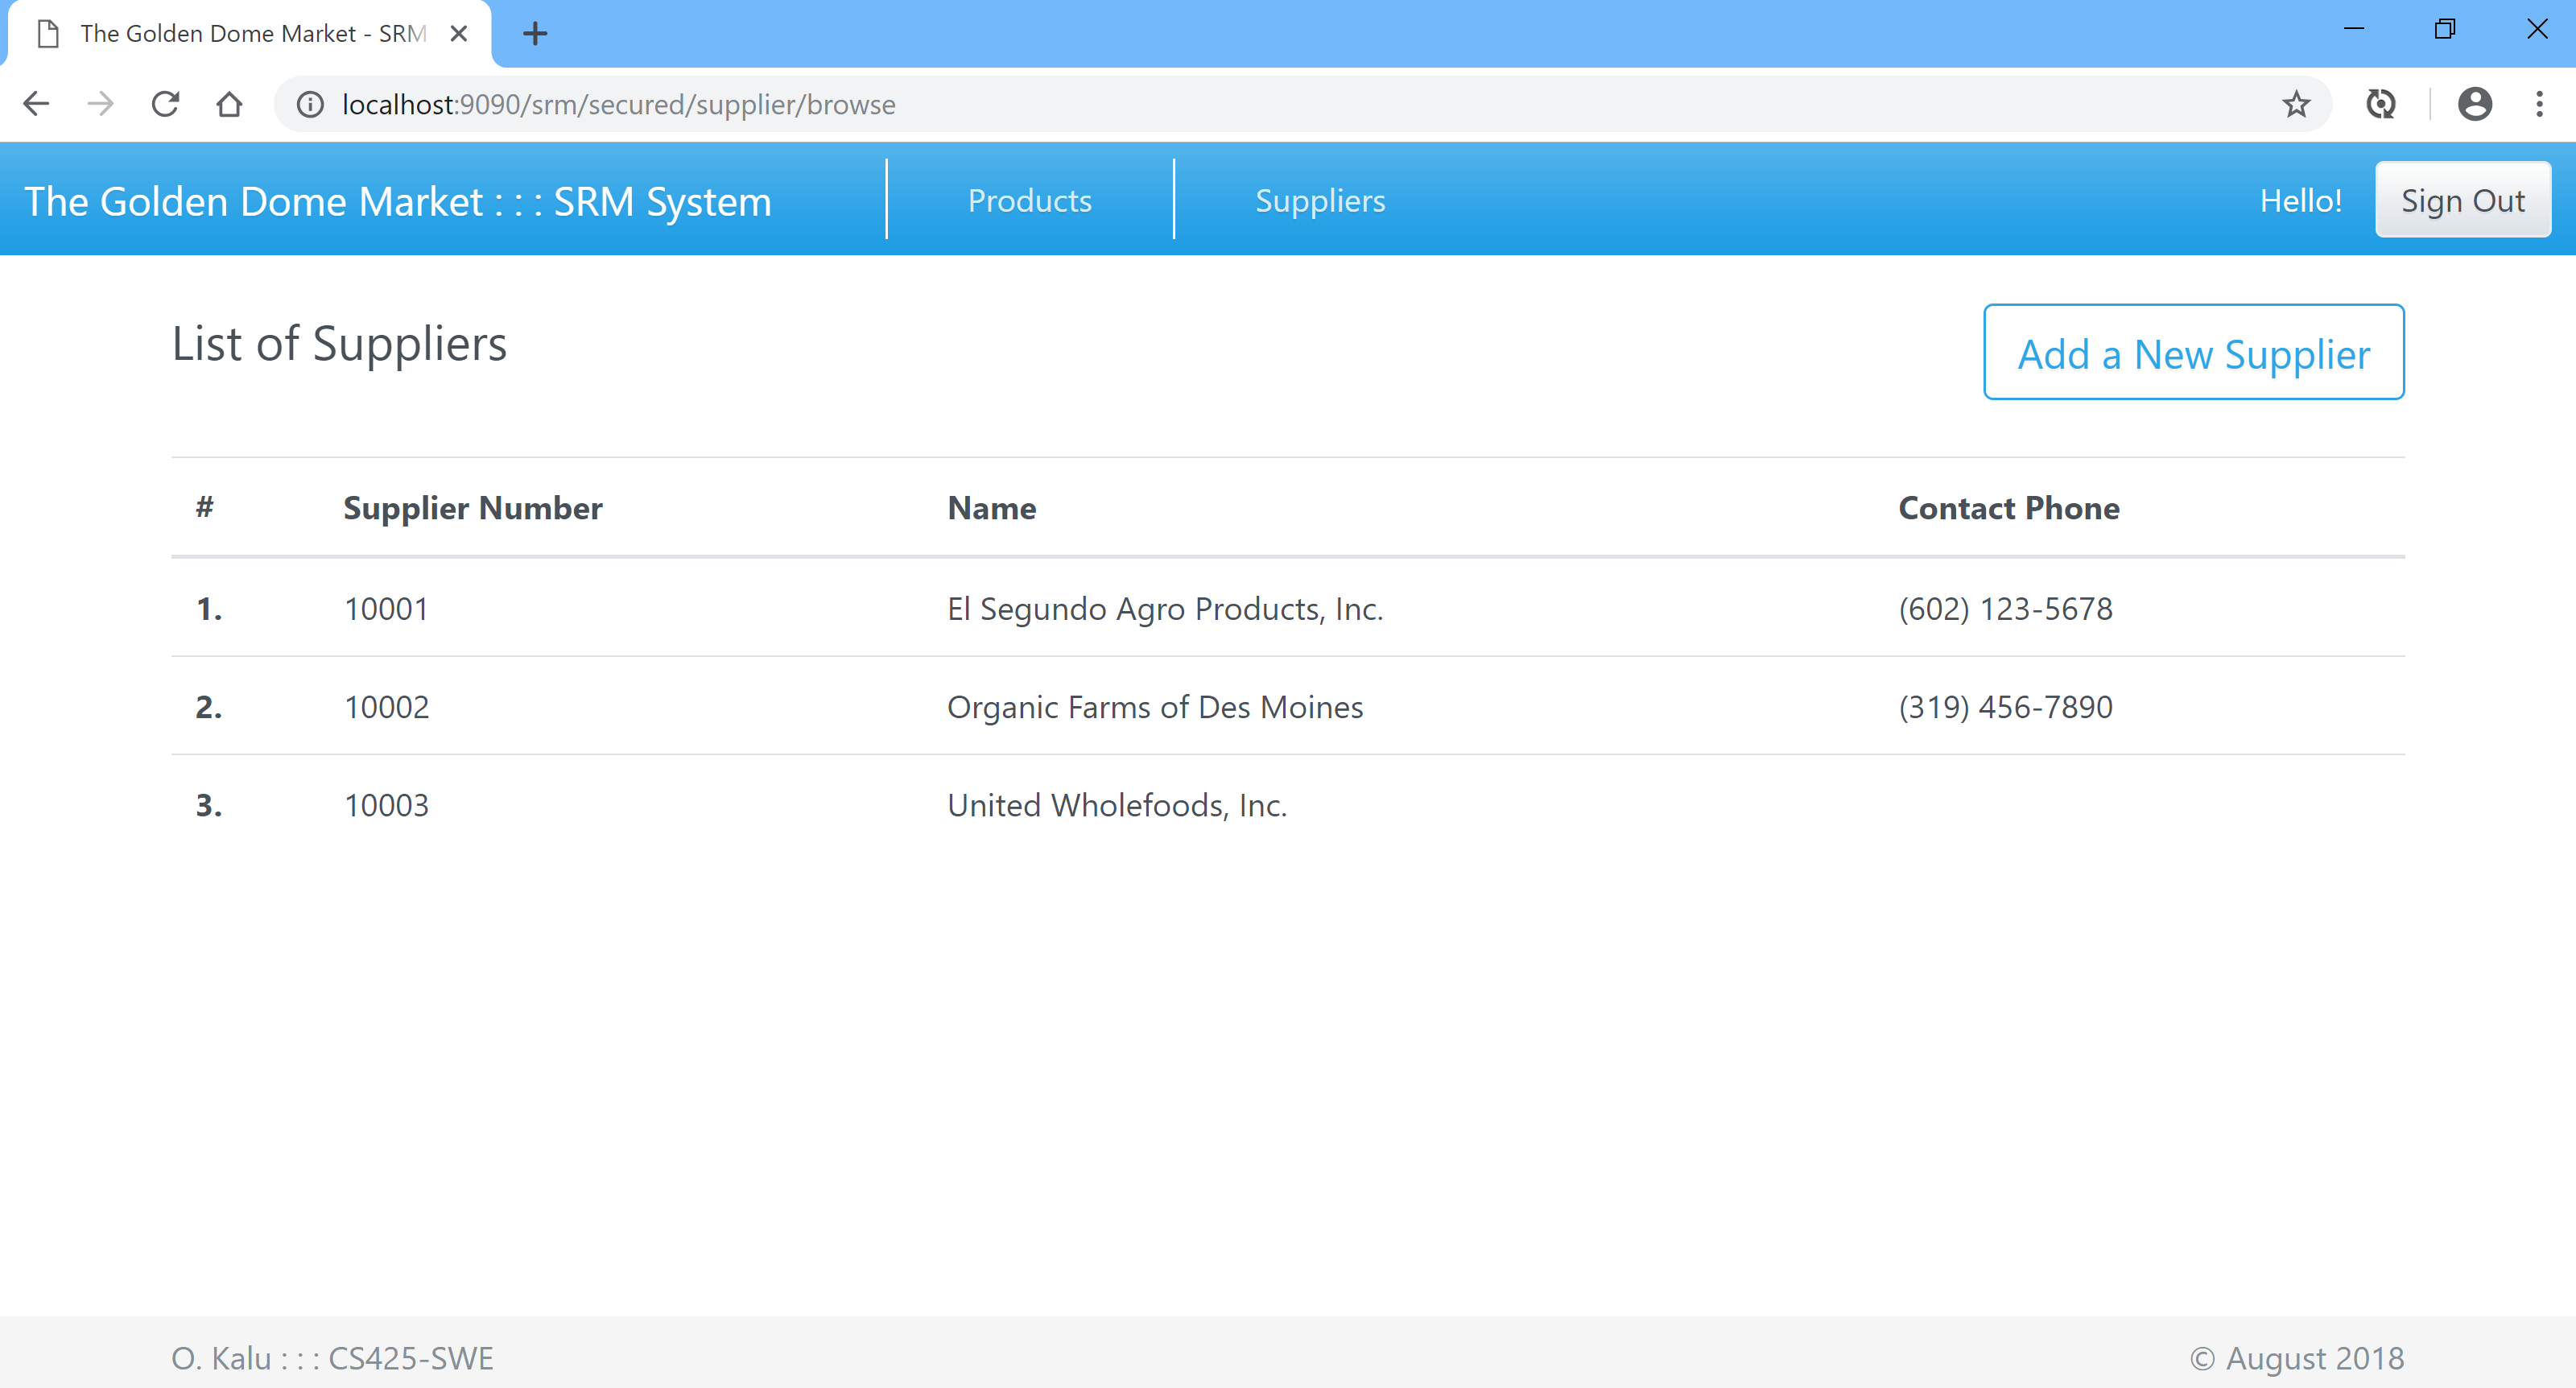 The Golden Dome Market - SRM
localhost:9090/srm/secured/supplier/browse
The Golden Dome Market : : : SRM System Products Suppliers Hello! Sign Out
List of Suppliers Add a New Supplier
# Supplier Number Name Contact Phone
1. 10001 El Segundo Agro Products, Inc. (602) 123-5678
2. 10002 Organic Farms of Des Moines (319) 456-7890
3. 10003 United Wholefoods, Inc.
O. Kalu : : : CS425-SWE © August 2018